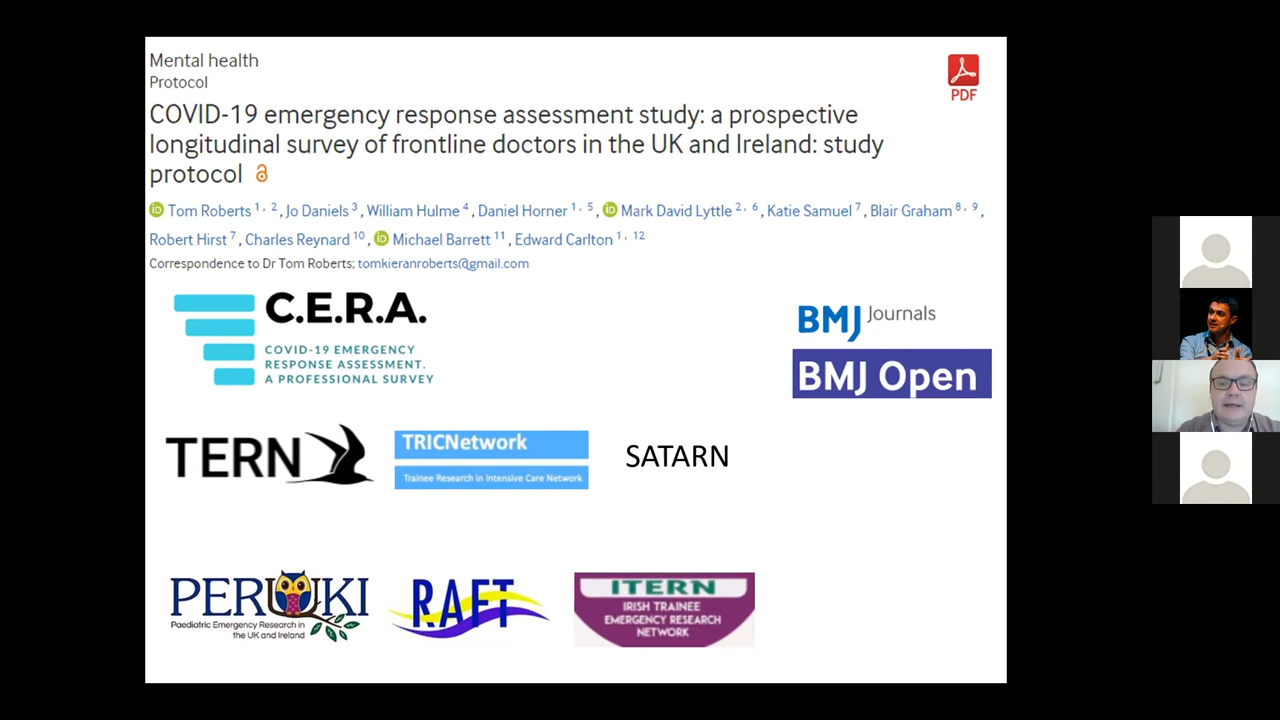 Mental health
Protocol
PDF
COVID-19 emergency response assessment study: a prospective
longitudinal survey of frontline doctors in the UK and Ireland: study
protocol
iD Tom Roberts 1, 2, Jo Daniels 3, William Hulme 4, Daniel Horner 1, 5, iD Mark David Lyttle 2, 6, Katie Samuel 7, Blair Graham 8, 9,
Robert Hirst 7, Charles Reynard 10, iD Michael Barrett 11, Edward Carlton 1, 12
Correspondence to Dr Tom Roberts; tomkieranroberts@gmail.com
C.E.R.A.
COVID-19 EMERGENCY
RESPONSE ASSESSMENT.
A PROFESSIONAL SURVEY
BMJ Journals
BMJ Open
TERN
TRICNetwork
Trainee Research in Intensive Care Network
SATARN
PERUKI
Paediatric Emergency Research in
the UK and Ireland
RAFT
ITERN
IRISH TRAINEE
EMERGENCY RESEARCH
NETWORK